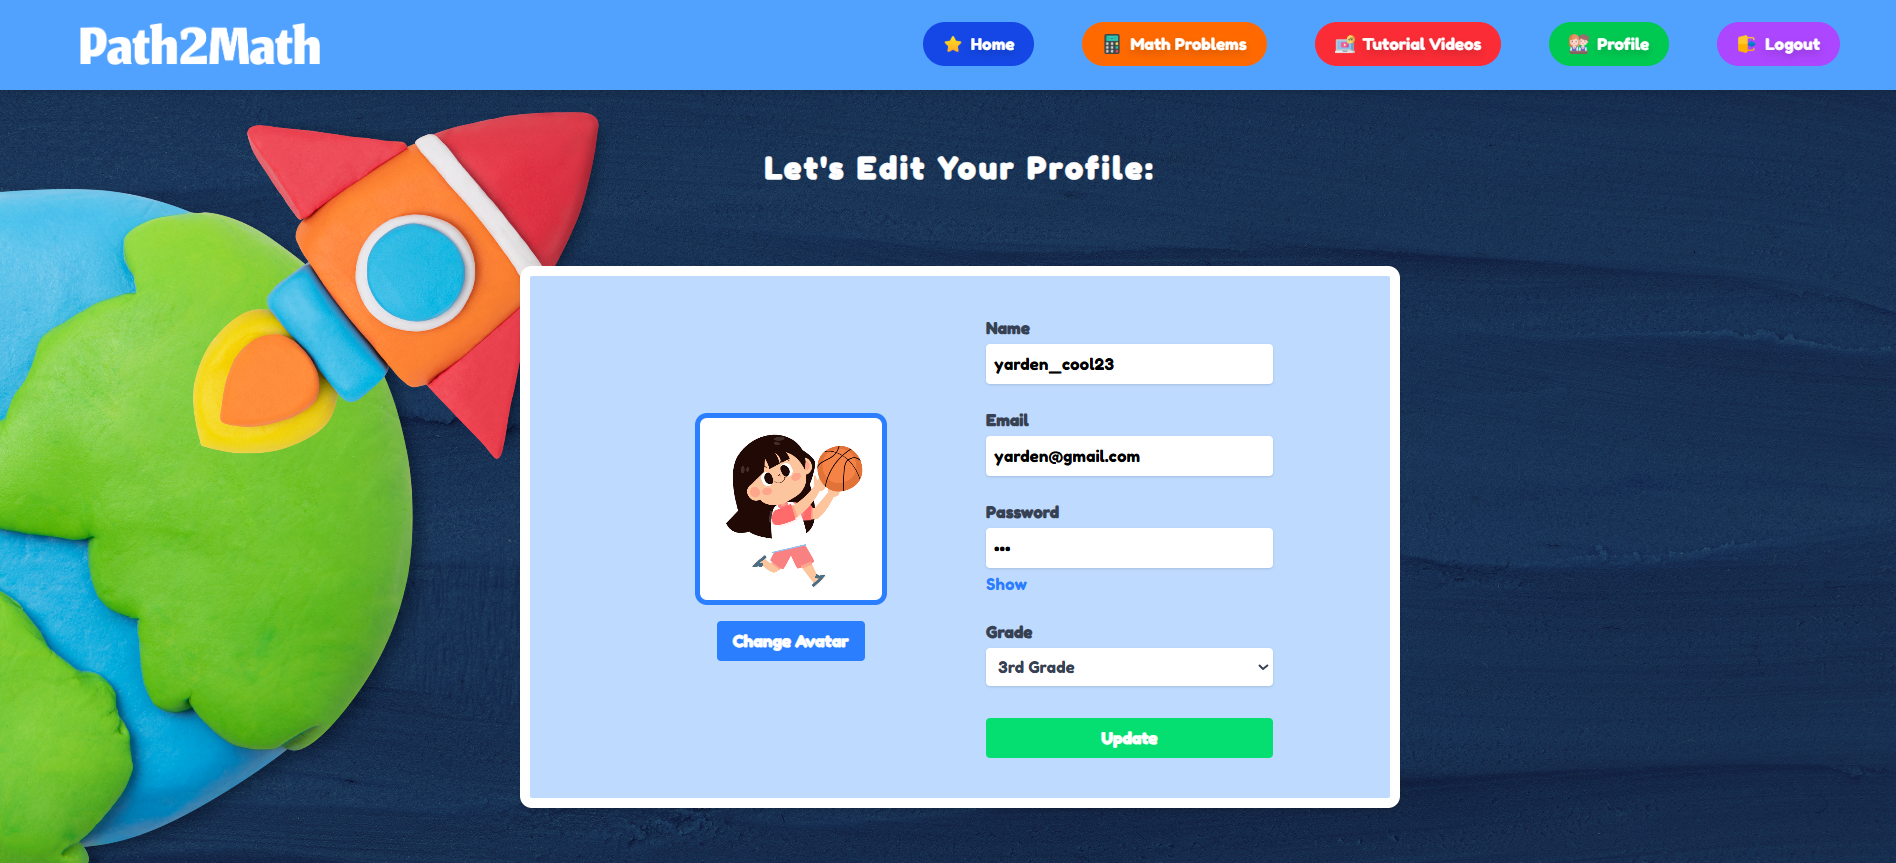 Path2Math
Home
Math Problems
Tutorial Videos
Profile
Logout
Let's Edit Your Profile:
Name
yarden_cool23
Email
yarden@gmail.com
Password
•••
Show
Grade
3rd Grade
Change Avatar
Update